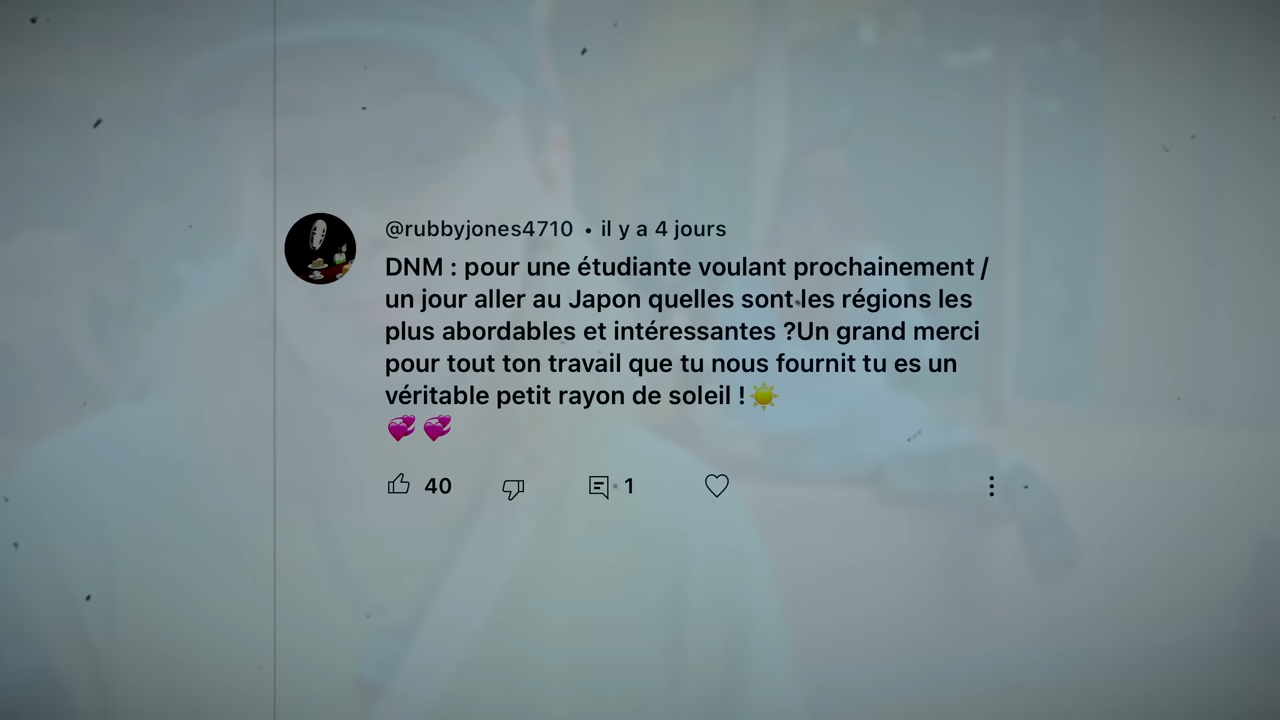 @rubbyjones4710 • il y a 4 jours
DNM : pour une étudiante voulant prochainement /
un jour aller au Japon quelles sont les régions les
plus abordables et intéressantes ?Un grand merci
pour tout ton travail que tu nous fournit tu es un
véritable petit rayon de soleil !☀️
💞 💞
40 1